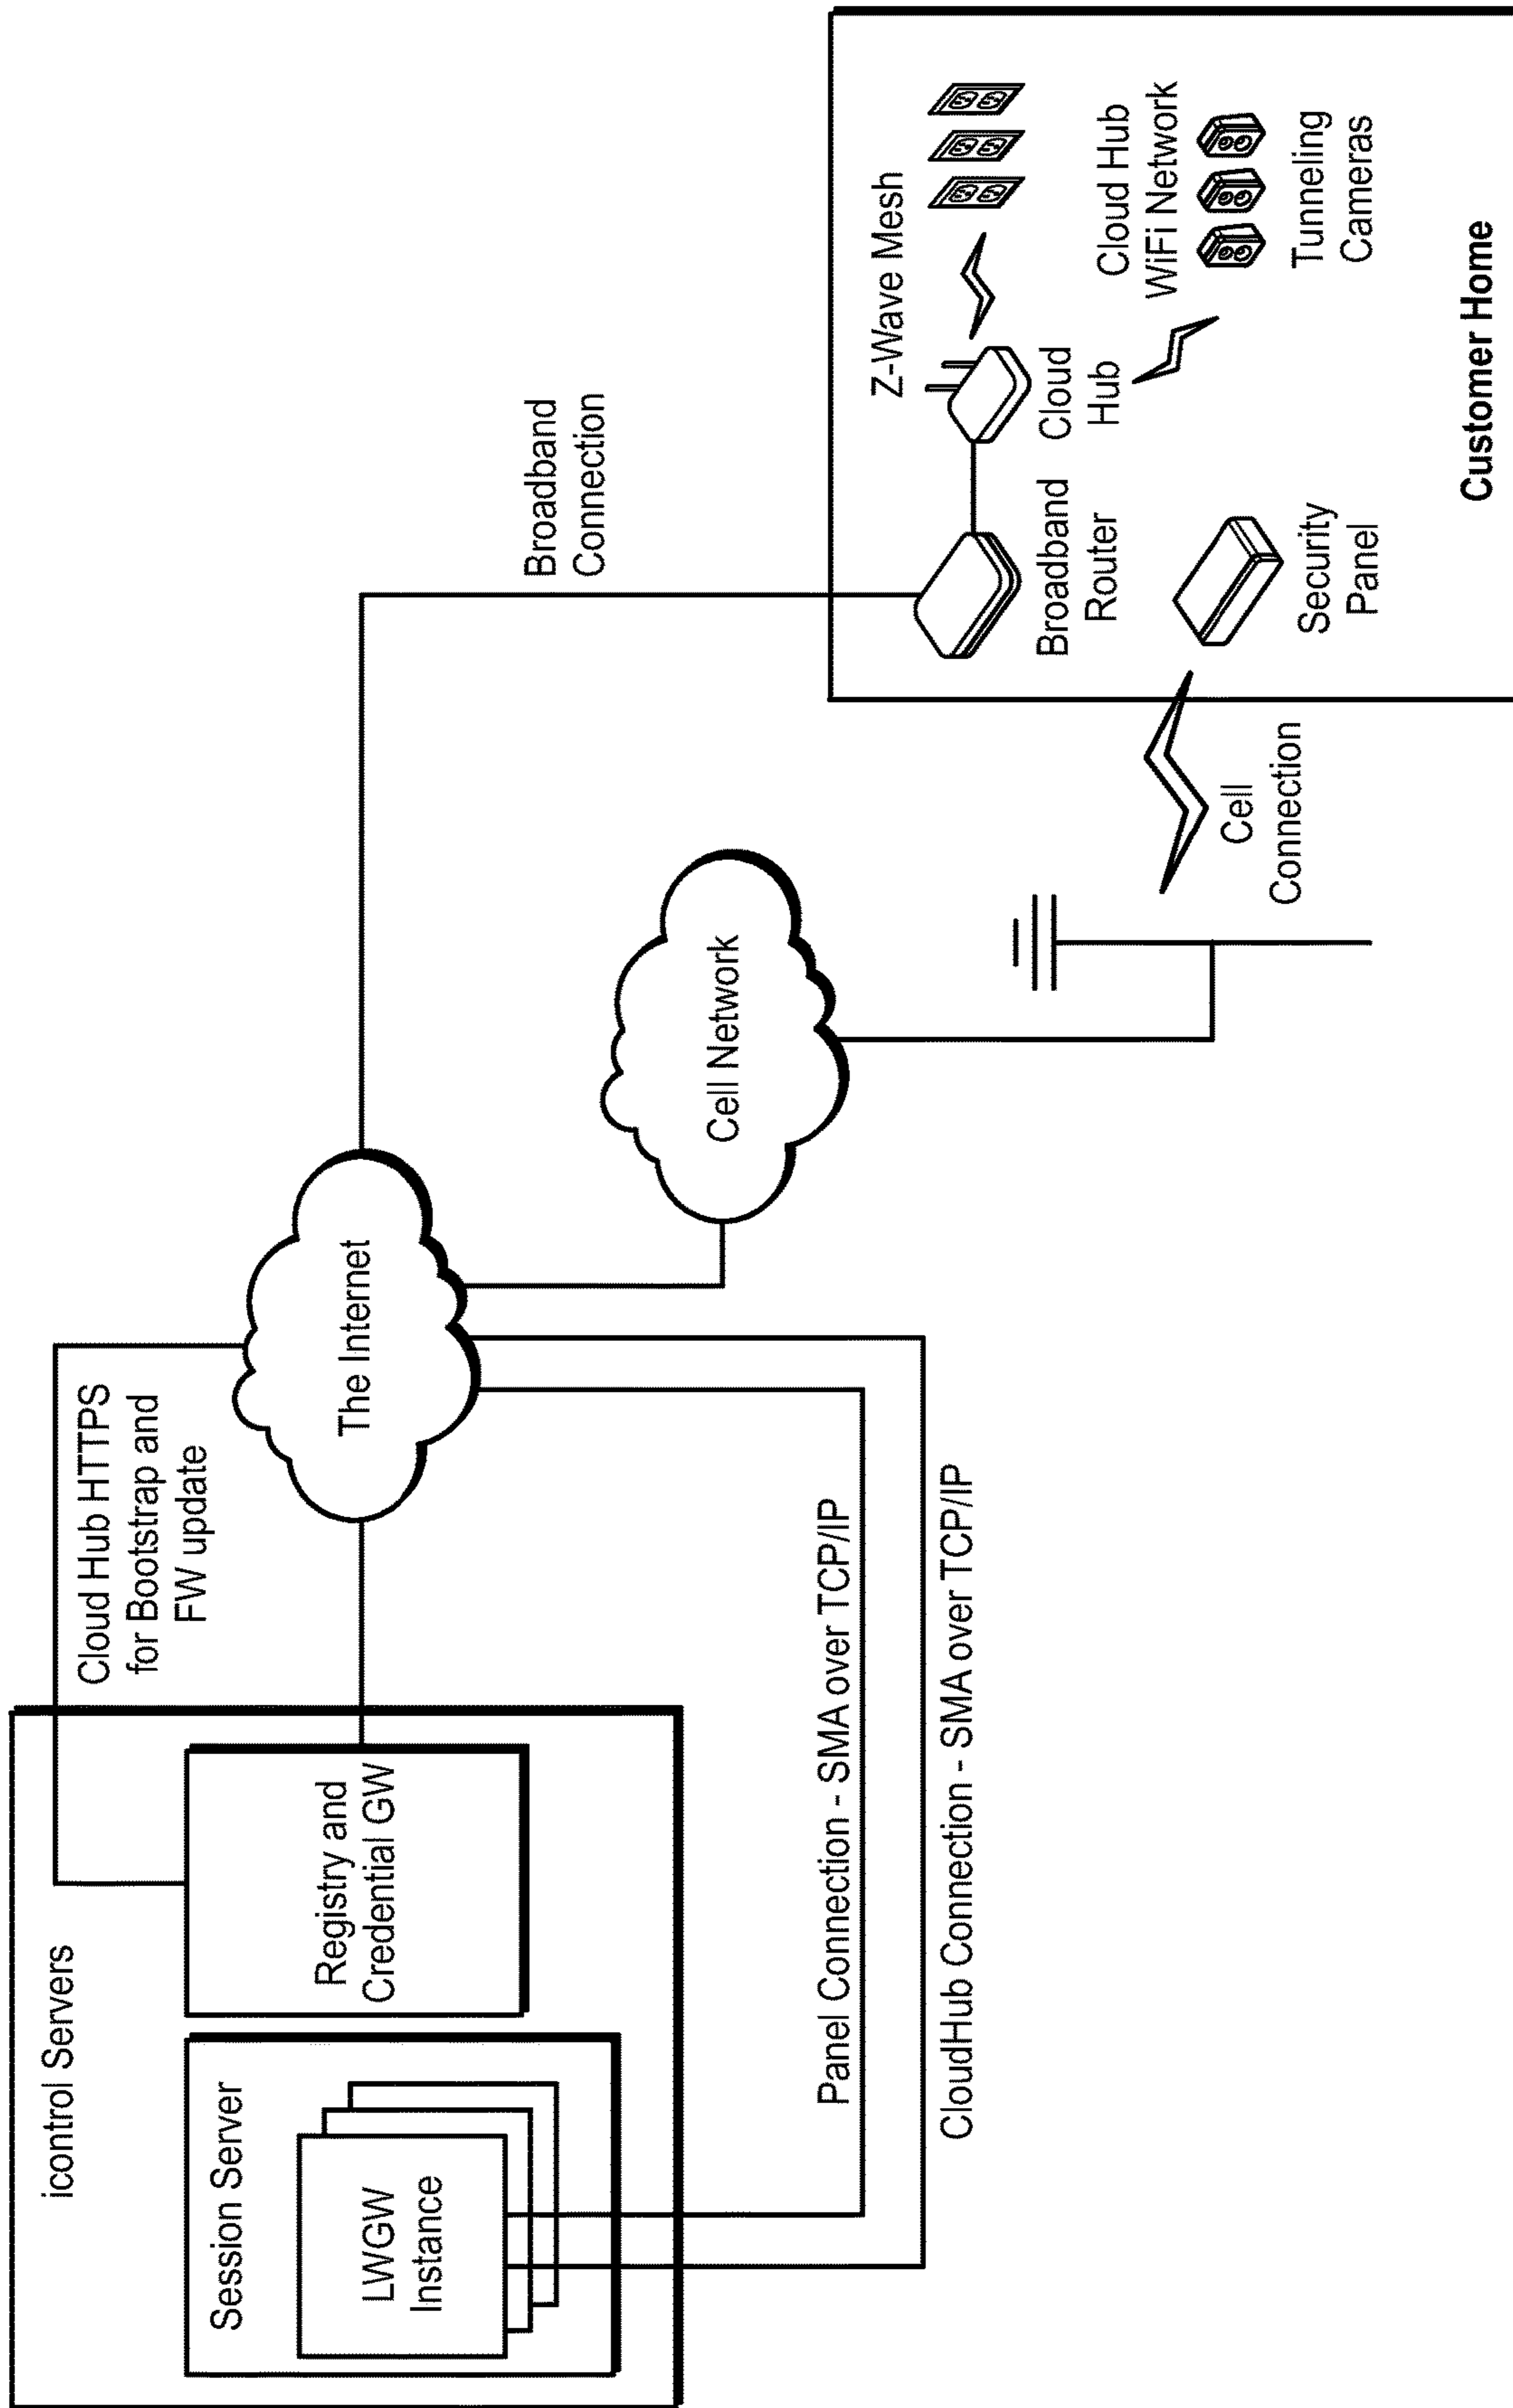 icontrol Servers
Session Server
LWGW
Instance
Registry and
Credential GW
Cloud Hub HTTPS
for Bootstrap and
FW update
The Internet
Panel Connection - SMA over TCP/IP
CloudHub Connection - SMA over TCP/IP
Cell Network
Broadband
Connection
Cell
Connection
Z-Wave Mesh
Broadband
Router
Cloud
Hub
Cloud Hub
WiFi Network
Security
Panel
Tunneling
Cameras
Customer Home